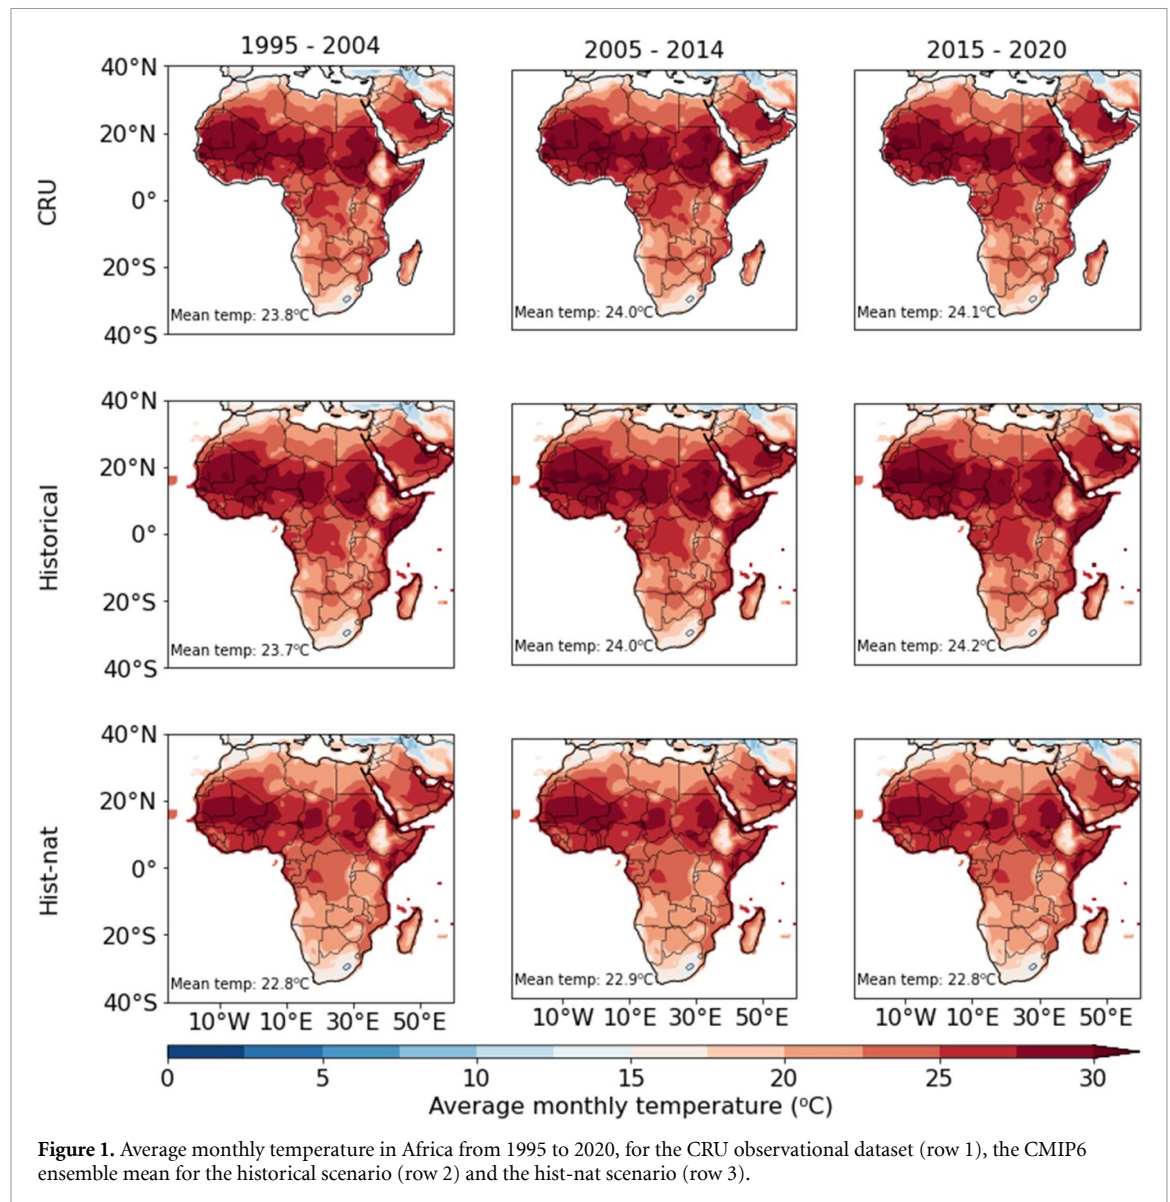 1995 - 2004
2005 - 2014
2015 - 2020
CRU
40°N
20°N
0°
20°S
40°S
Mean temp: 23.8°C
Mean temp: 24.0°C
Mean temp: 24.1°C
Historical
40°N
20°N
0°
20°S
40°S
Mean temp: 23.7°C
Mean temp: 24.0°C
Mean temp: 24.2°C
Hist-nat
40°N
20°N
0°
20°S
40°S
Mean temp: 22.8°C
Mean temp: 22.9°C
Mean temp: 22.8°C
10°W 10°E 30°E 50°E
10°W 10°E 30°E 50°E
10°W 10°E 30°E 50°E
0 5 10 15 20 25 30
Average monthly temperature (°C)
Figure 1. Average monthly temperature in Africa from 1995 to 2020, for the CRU observational dataset (row 1), the CMIP6
ensemble mean for the historical scenario (row 2) and the hist-nat scenario (row 3).